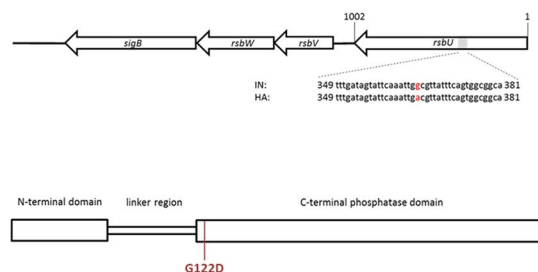 1002 1
sigB rsbW rsbV rsbU
IN: 349 tttgatagtattcaaattggcgttatttcagtggcggca 381
HA: 349 tttgatagtattcaaattgacgttatttcagtggcggca 381
N-terminal domain linker region C-terminal phosphatase domain
G122D